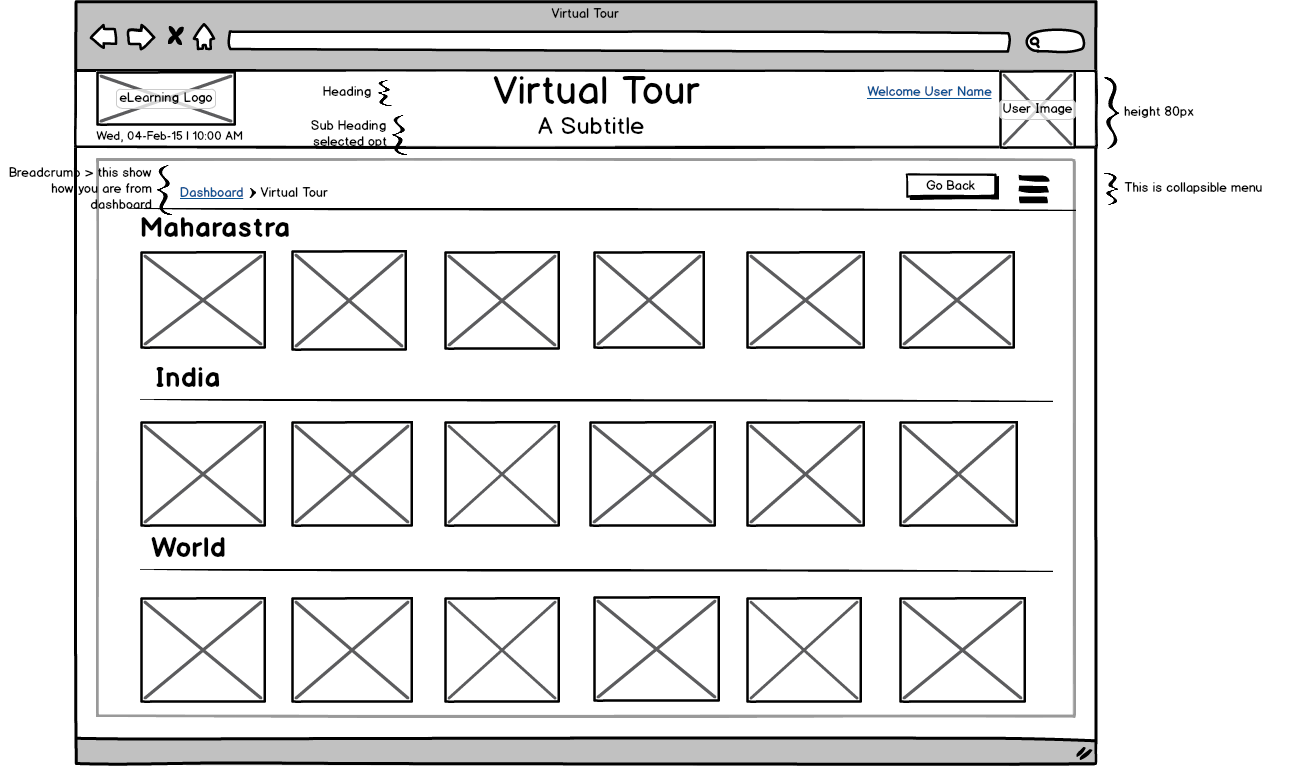 Virtual Tour
eLearning Logo
Wed, 04-Feb-15 | 10:00 AM
Heading
Sub Heading
selected opt
Virtual Tour
A Subtitle
Welcome User Name
User Image
height 80px
Breadcrumb > this show
how you are from
dashboard
Dashboard > Virtual Tour
Go Back
This is collapsible menu
Maharastra
India
World